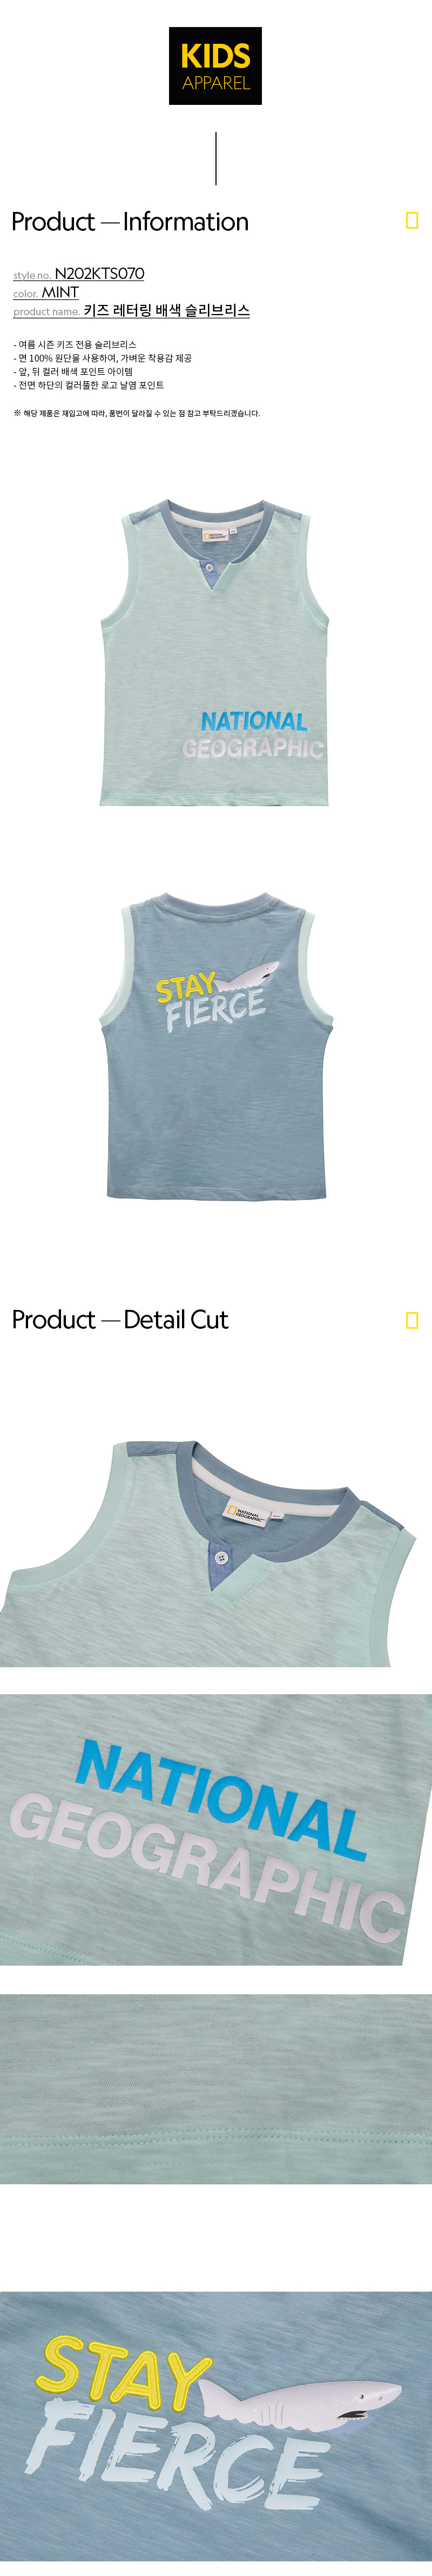 KIDS
APPAREL
Product — Information
style no. N202KTS070
color. MINT
product name. 키즈 레터링 배색 슬리브리스
- 여름 시즌 키즈 전용 슬리브리스
- 면 100% 원단을 사용하여, 가벼운 착용감 제공
- 앞, 뒤 컬러 배색 포인트 아이템
- 전면 하단의 컬러풀한 로고 날염 포인트
※ 해당 제품은 재입고에 따라, 품번이 달라질 수 있는 점 참고 부탁드리겠습니다.
NATIONAL
GEOGRAPHIC
STAY
FIERCE
Product — Detail Cut
NATIONAL
GEOGRAPHIC
NATIONAL
GEOGRAPHIC
STAY
FIERCE